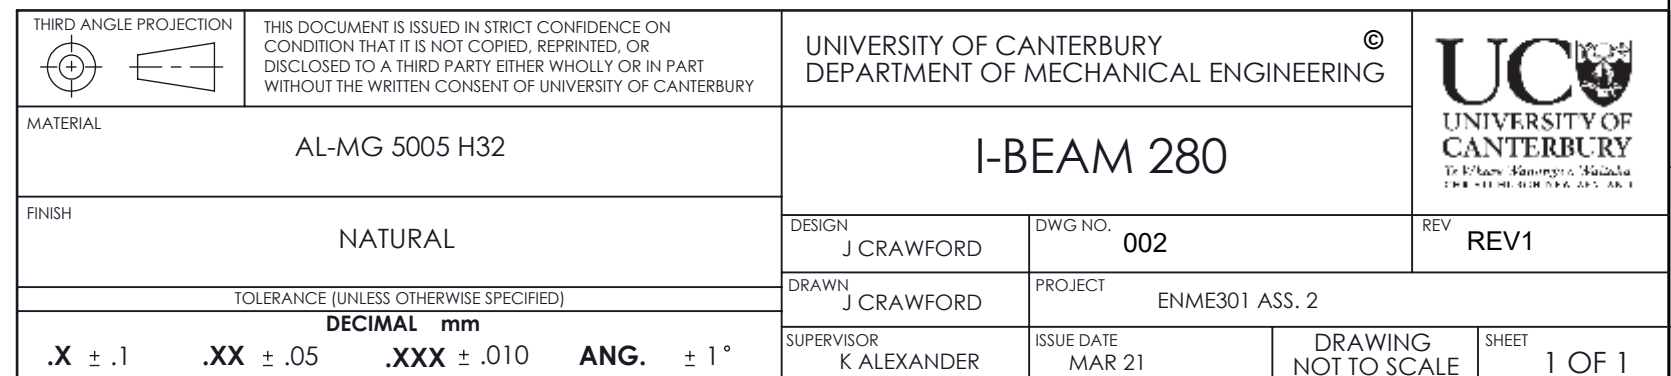 THIRD ANGLE PROJECTION
THIS DOCUMENT IS ISSUED IN STRICT CONFIDENCE ON
CONDITION THAT IT IS NOT COPIED, REPRINTED, OR
DISCLOSED TO A THIRD PARTY EITHER WHOLLY OR IN PART
WITHOUT THE WRITTEN CONSENT OF UNIVERSITY OF CANTERBURY
UNIVERSITY OF CANTERBURY ©
DEPARTMENT OF MECHANICAL ENGINEERING
UC
UNIVERSITY OF
CANTERBURY
Te Whare Wananga o Waitaha
MATERIAL
AL-MG 5005 H32
I-BEAM 280
FINISH
NATURAL
DESIGN
J CRAWFORD
DWG NO.
002
REV
REV1
DRAWN
J CRAWFORD
PROJECT
ENME301 ASS. 2
TOLERANCE (UNLESS OTHERWISE SPECIFIED)
DECIMAL mm
.X ± .1 .XX ± .05 .XXX ± .010 ANG. ± 1°
SUPERVISOR
K ALEXANDER
ISSUE DATE
MAR 21
DRAWING
NOT TO SCALE
SHEET
1 OF 1